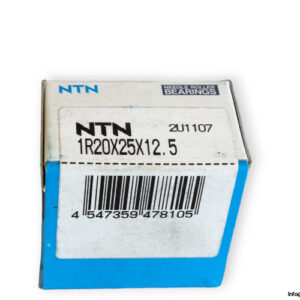 NTN
NEEDLE ROLLER
BEARINGS
NTN 2U1107
1R20X25X12.5
4 547359 478105